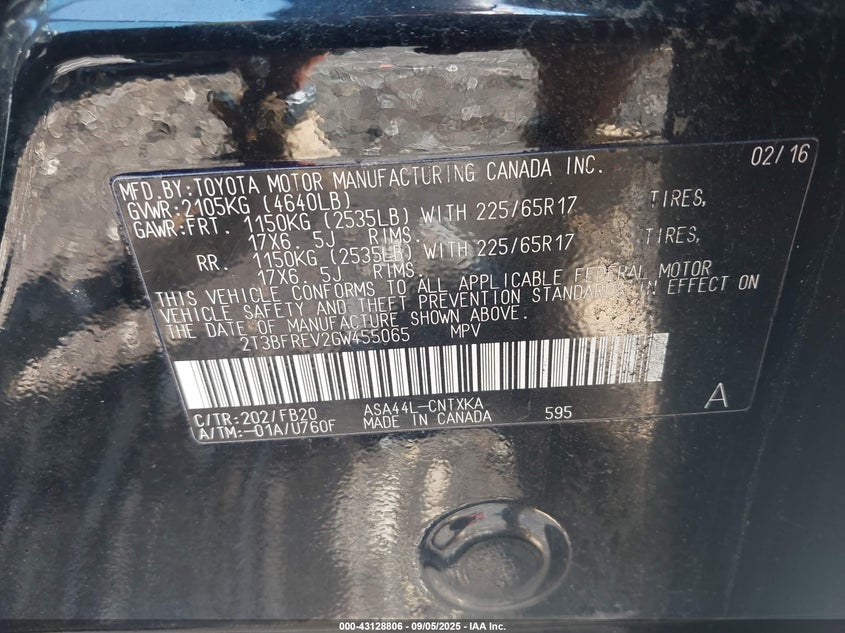 MFD.BY:TOYOTA MOTOR MANUFACTURING CANADA INC. 02/16
GVWR:2105KG (4640LB)
GAWR:FRT. 1150KG (2535LB) WITH 225/65R17 TIRES,
17X6. 5J RIMS.
RR. 1150KG (2535LB) WITH 225/65R17 TIRES,
17X6. 5J RIMS.
THIS VEHICLE CONFORMS TO ALL APPLICABLE FEDERAL MOTOR
VEHICLE SAFETY AND THEFT PREVENTION STANDARDS IN EFFECT ON
THE DATE OF MANUFACTURE SHOWN ABOVE.
2T3BFREV2GW455065 MPV
C/TR:202/FB20 ASA44L-CNTXKA 595 A
A/TM:-01A/U760F MADE IN CANADA
000-43128806 - 09/05/2025 - IAA Inc.